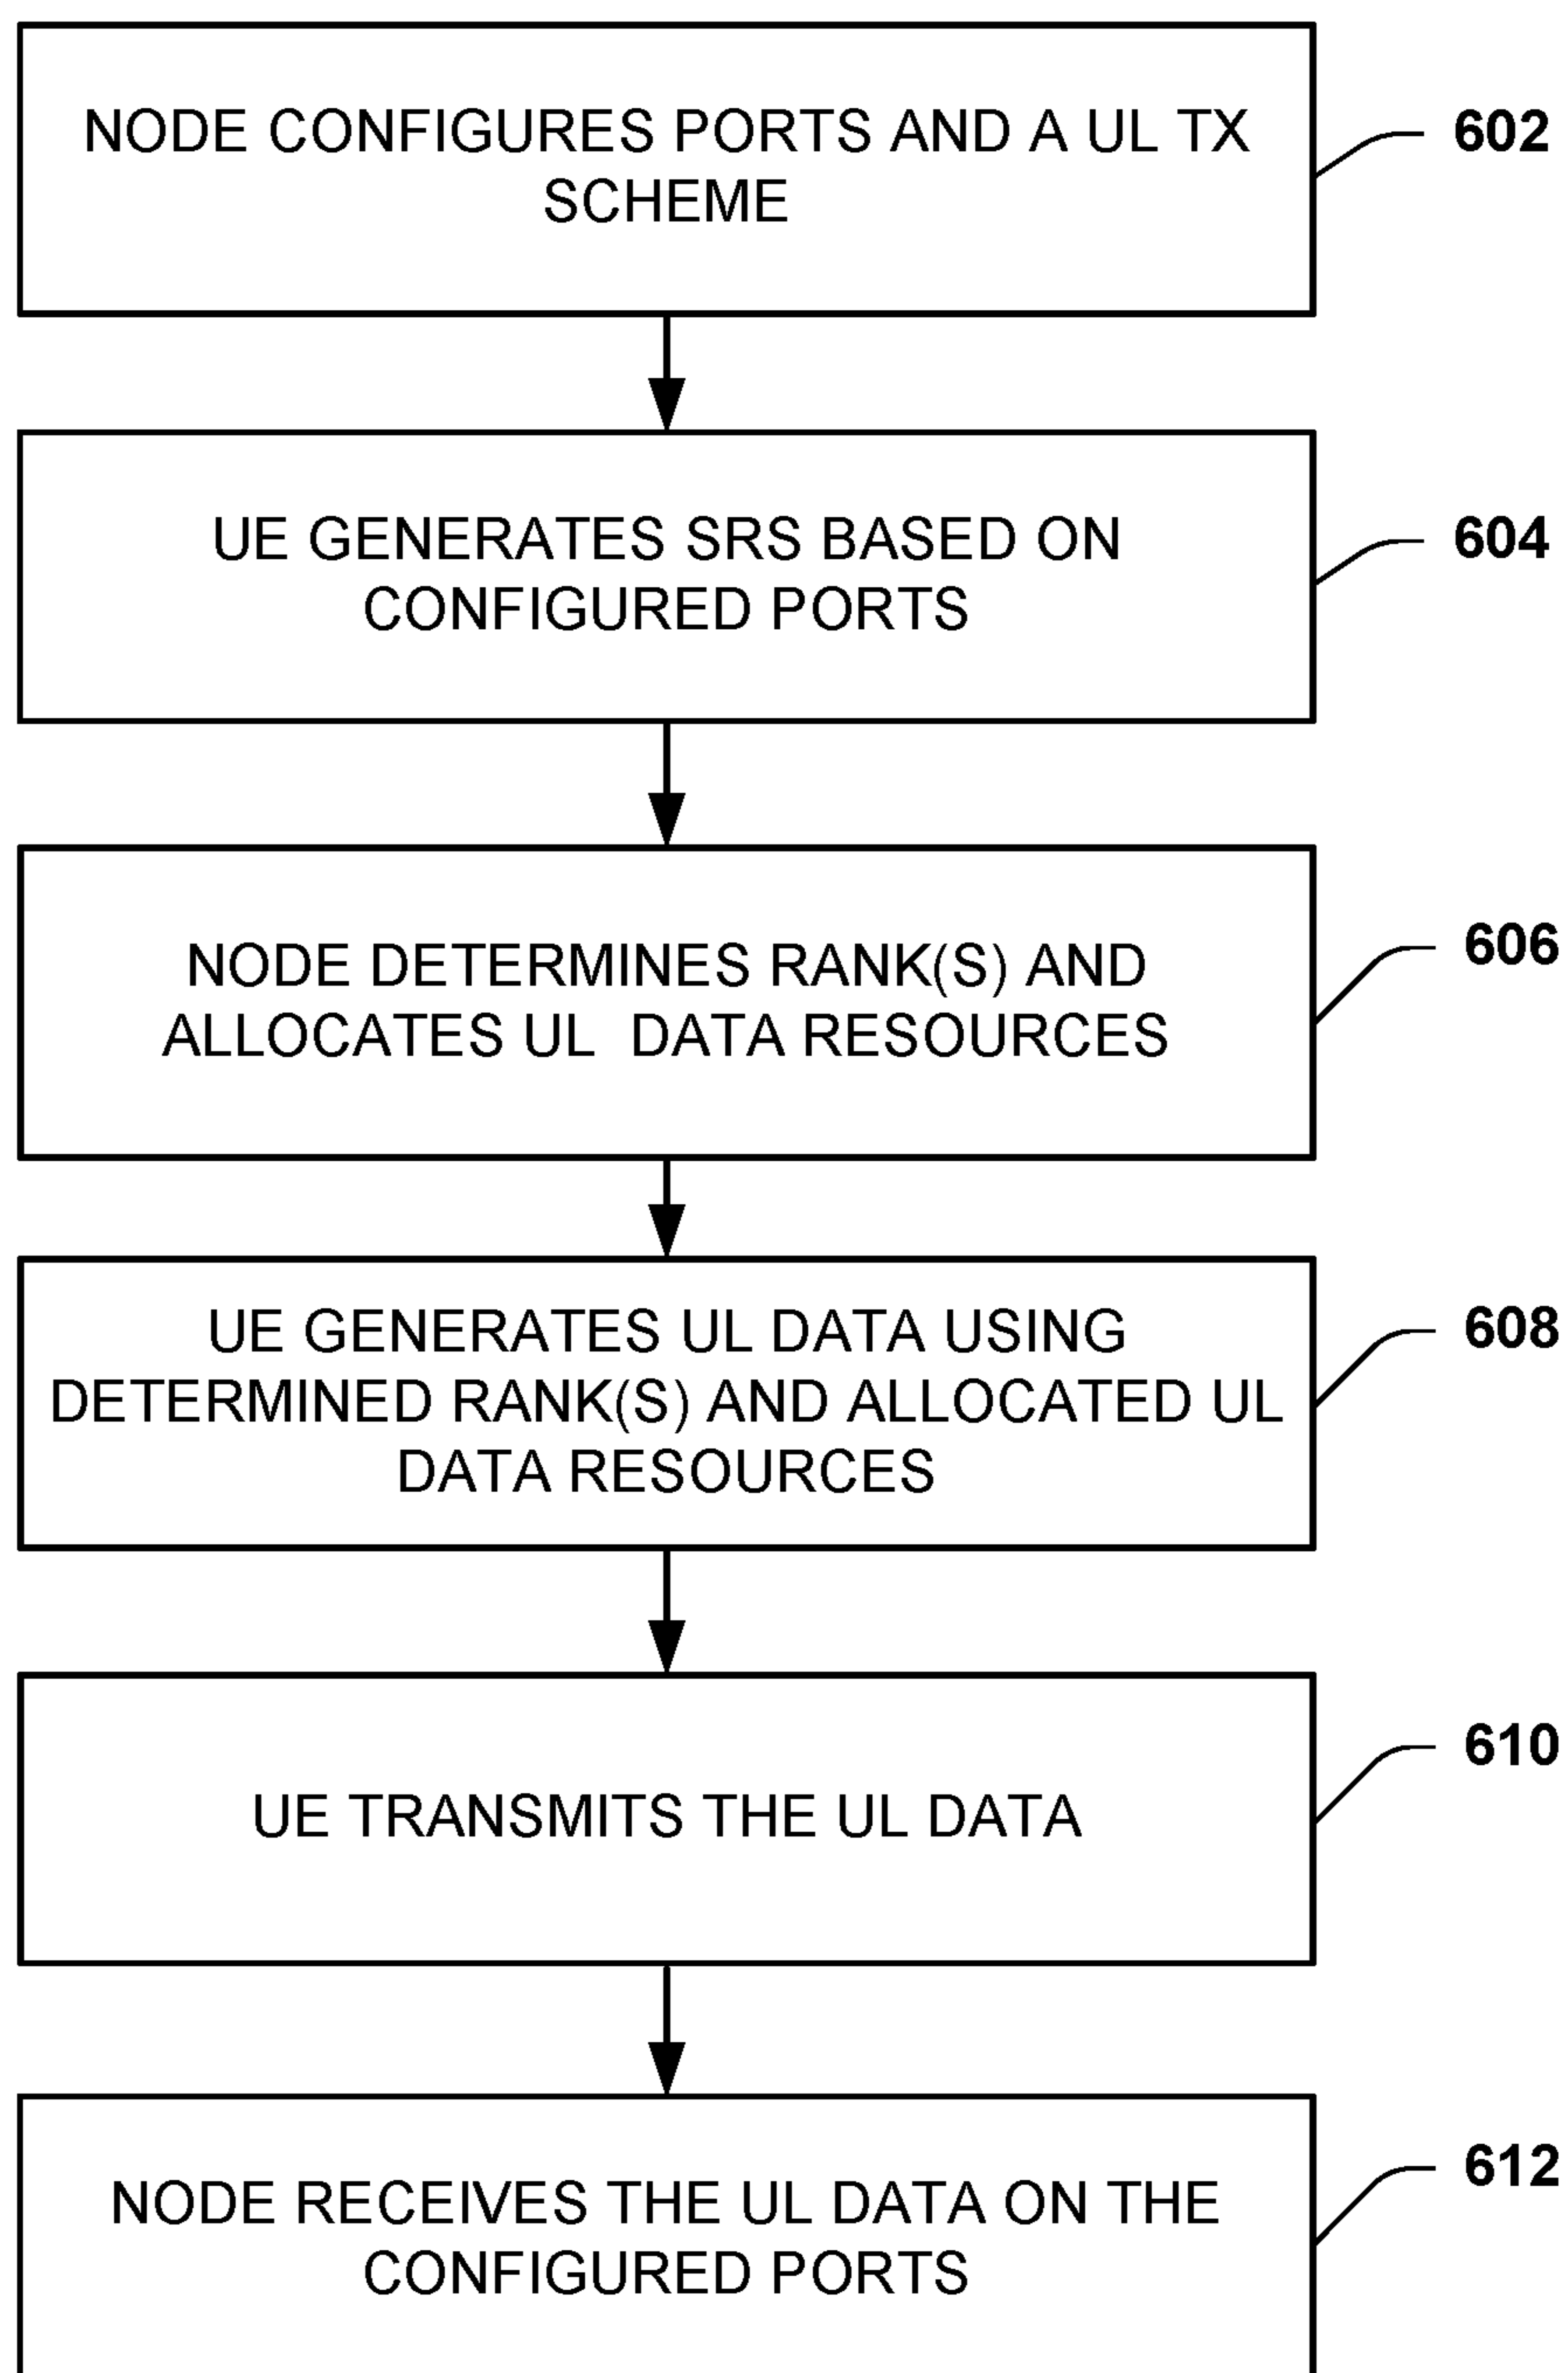 NODE CONFIGURES PORTS AND A UL TX
SCHEME
602
UE GENERATES SRS BASED ON
CONFIGURED PORTS
604
NODE DETERMINES RANK(S) AND
ALLOCATES UL DATA RESOURCES
606
UE GENERATES UL DATA USING
DETERMINED RANK(S) AND ALLOCATED UL
DATA RESOURCES
608
UE TRANSMITS THE UL DATA
610
NODE RECEIVES THE UL DATA ON THE
CONFIGURED PORTS
612